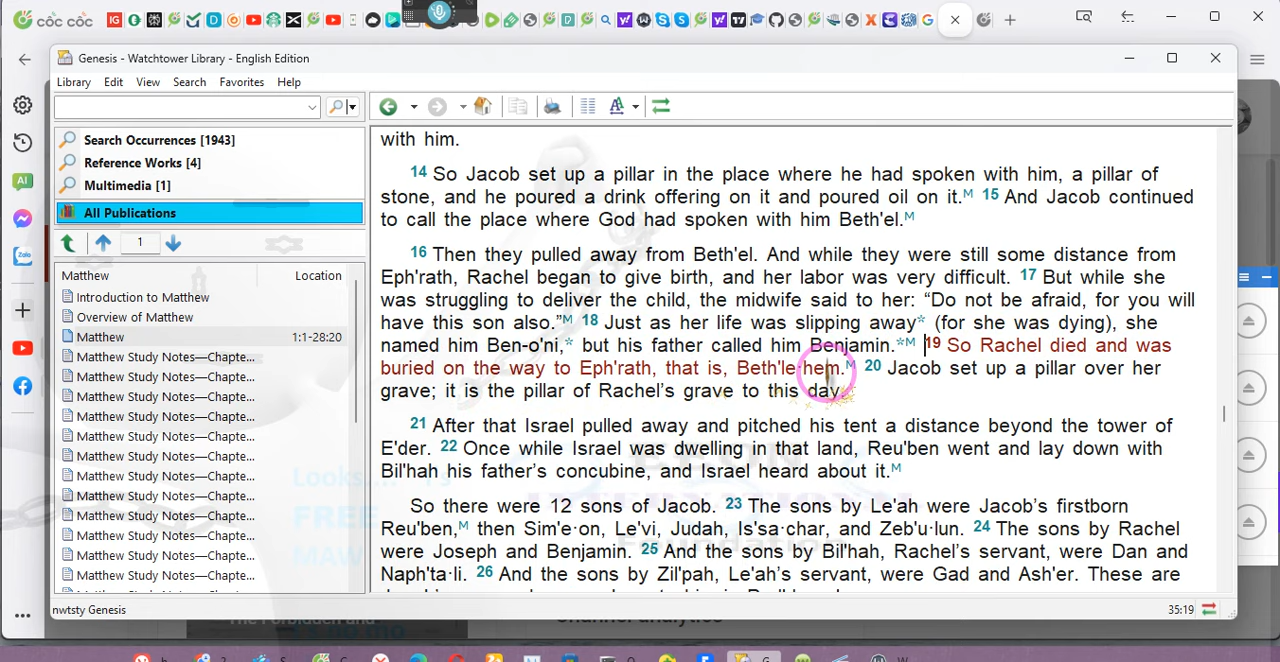 cốc cốc
Genesis - Watchtower Library - English Edition
Library Edit View Search Favorites Help
Search Occurrences [1943]
Reference Works [4]
Multimedia [1]
All Publications
1
Matthew Location
Introduction to Matthew
Overview of Matthew
Matthew 1:1-28:20
Matthew Study Notes—Chapte...
Matthew Study Notes—Chapte...
Matthew Study Notes—Chapte...
Matthew Study Notes—Chapte...
Matthew Study Notes—Chapte...
Matthew Study Notes—Chapte...
Matthew Study Notes—Chapte...
Matthew Study Notes—Chapte...
Matthew Study Notes—Chapte...
Matthew Study Notes—Chapte...
Matthew Study Notes—Chapte...
Matthew Study Notes—Chapte...
with him.
14 So Jacob set up a pillar in the place where he had spoken with him, a pillar of
stone, and he poured a drink offering on it and poured oil on it.M 15 And Jacob continued
to call the place where God had spoken with him Beth'el.M
16 Then they pulled away from Beth'el. And while they were still some distance from
Eph'rath, Rachel began to give birth, and her labor was very difficult. 17 But while she
was struggling to deliver the child, the midwife said to her: “Do not be afraid, for you will
have this son also.”M 18 Just as her life was slipping away* (for she was dying), she
named him Ben-o'ni,* but his father called him Benjamin.*M 19 So Rachel died and was
buried on the way to Eph'rath, that is, Beth'le·hem.M 20 Jacob set up a pillar over her
grave; it is the pillar of Rachel’s grave to this day.
21 After that Israel pulled away and pitched his tent a distance beyond the tower of
E'der. 22 Once while Israel was dwelling in that land, Reu'ben went and lay down with
Bil'hah his father’s concubine, and Israel heard about it.M
So there were 12 sons of Jacob. 23 The sons by Le'ah were Jacob’s firstborn
Reu'ben,M then Sim'e·on, Le'vi, Judah, Is'sa·char, and Zeb'u·lun. 24 The sons by Rachel
were Joseph and Benjamin. 25 And the sons by Bil'hah, Rachel’s servant, were Dan and
Naph'ta·li. 26 And the sons by Zil'pah, Le'ah’s servant, were Gad and Ash'er. These are
nwtsty Genesis 35:19